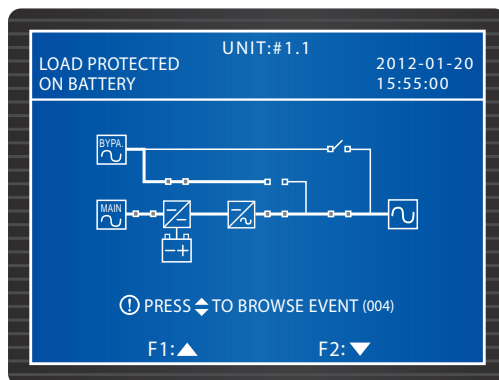 UNIT:#1.1
LOAD PROTECTED
ON BATTERY
2012-01-20
15:55:00
BYPA.
MAIN
PRESS TO BROWSE EVENT (004)
F1:
F2: